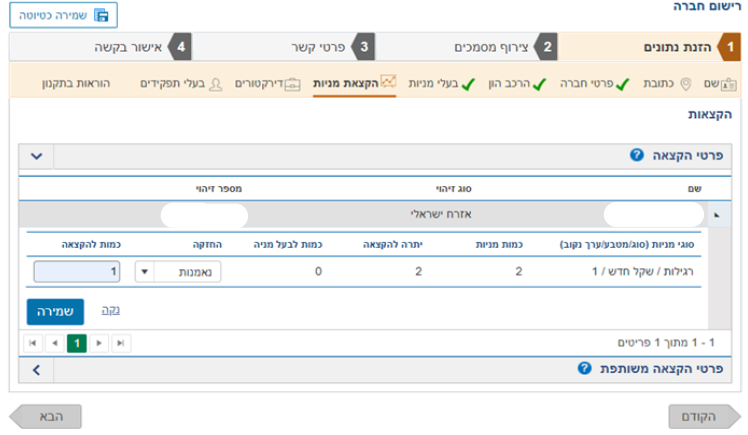 רישום חברה
שמירה כטיוטה
1 הזנת נתונים 2 צירוף מסמכים 3 פרטי קשר 4 אישור בקשה
שם כתובת פרטי חברה הרכב הון בעלי מניות הקצאת מניות דירקטורים בעלי תפקידים הוראות בתקנון
הקצאות
פרטי הקצאה ?
שם סוג זיהוי מספר זיהוי
אזרח ישראלי
סוגי מניות (סוג/מטבע/ערך נקוב) כמות מניות יתרה להקצאה כמות לבעל מניה החזקה כמות להקצאה
רגילות / שקל חדש / 1 2 2 0 נאמנות 1
נקה שמירה
1 - 1 מתוך 1 פריטים 1
פרטי הקצאה משותפת ?
הקודם הבא